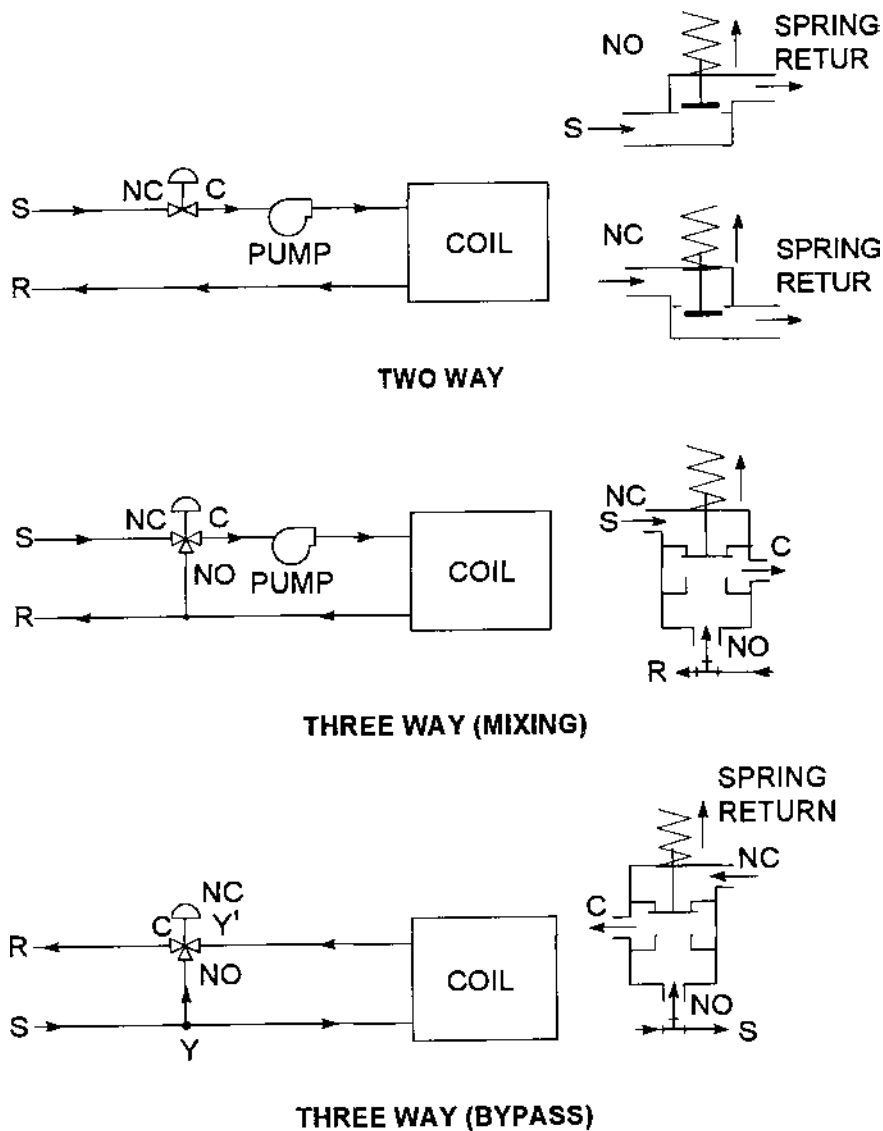 NO
SPRING
RETUR
S
NC
C
S
PUMP
COIL
R
NC
SPRING
RETUR
TWO WAY
NC
C
S
NO
PUMP
COIL
R
NC
S
C
NO
R
THREE WAY (MIXING)
SPRING
RETURN
NC
C
NC
Y¹
C
R
NO
COIL
S
Y
NO
S
THREE WAY (BYPASS)